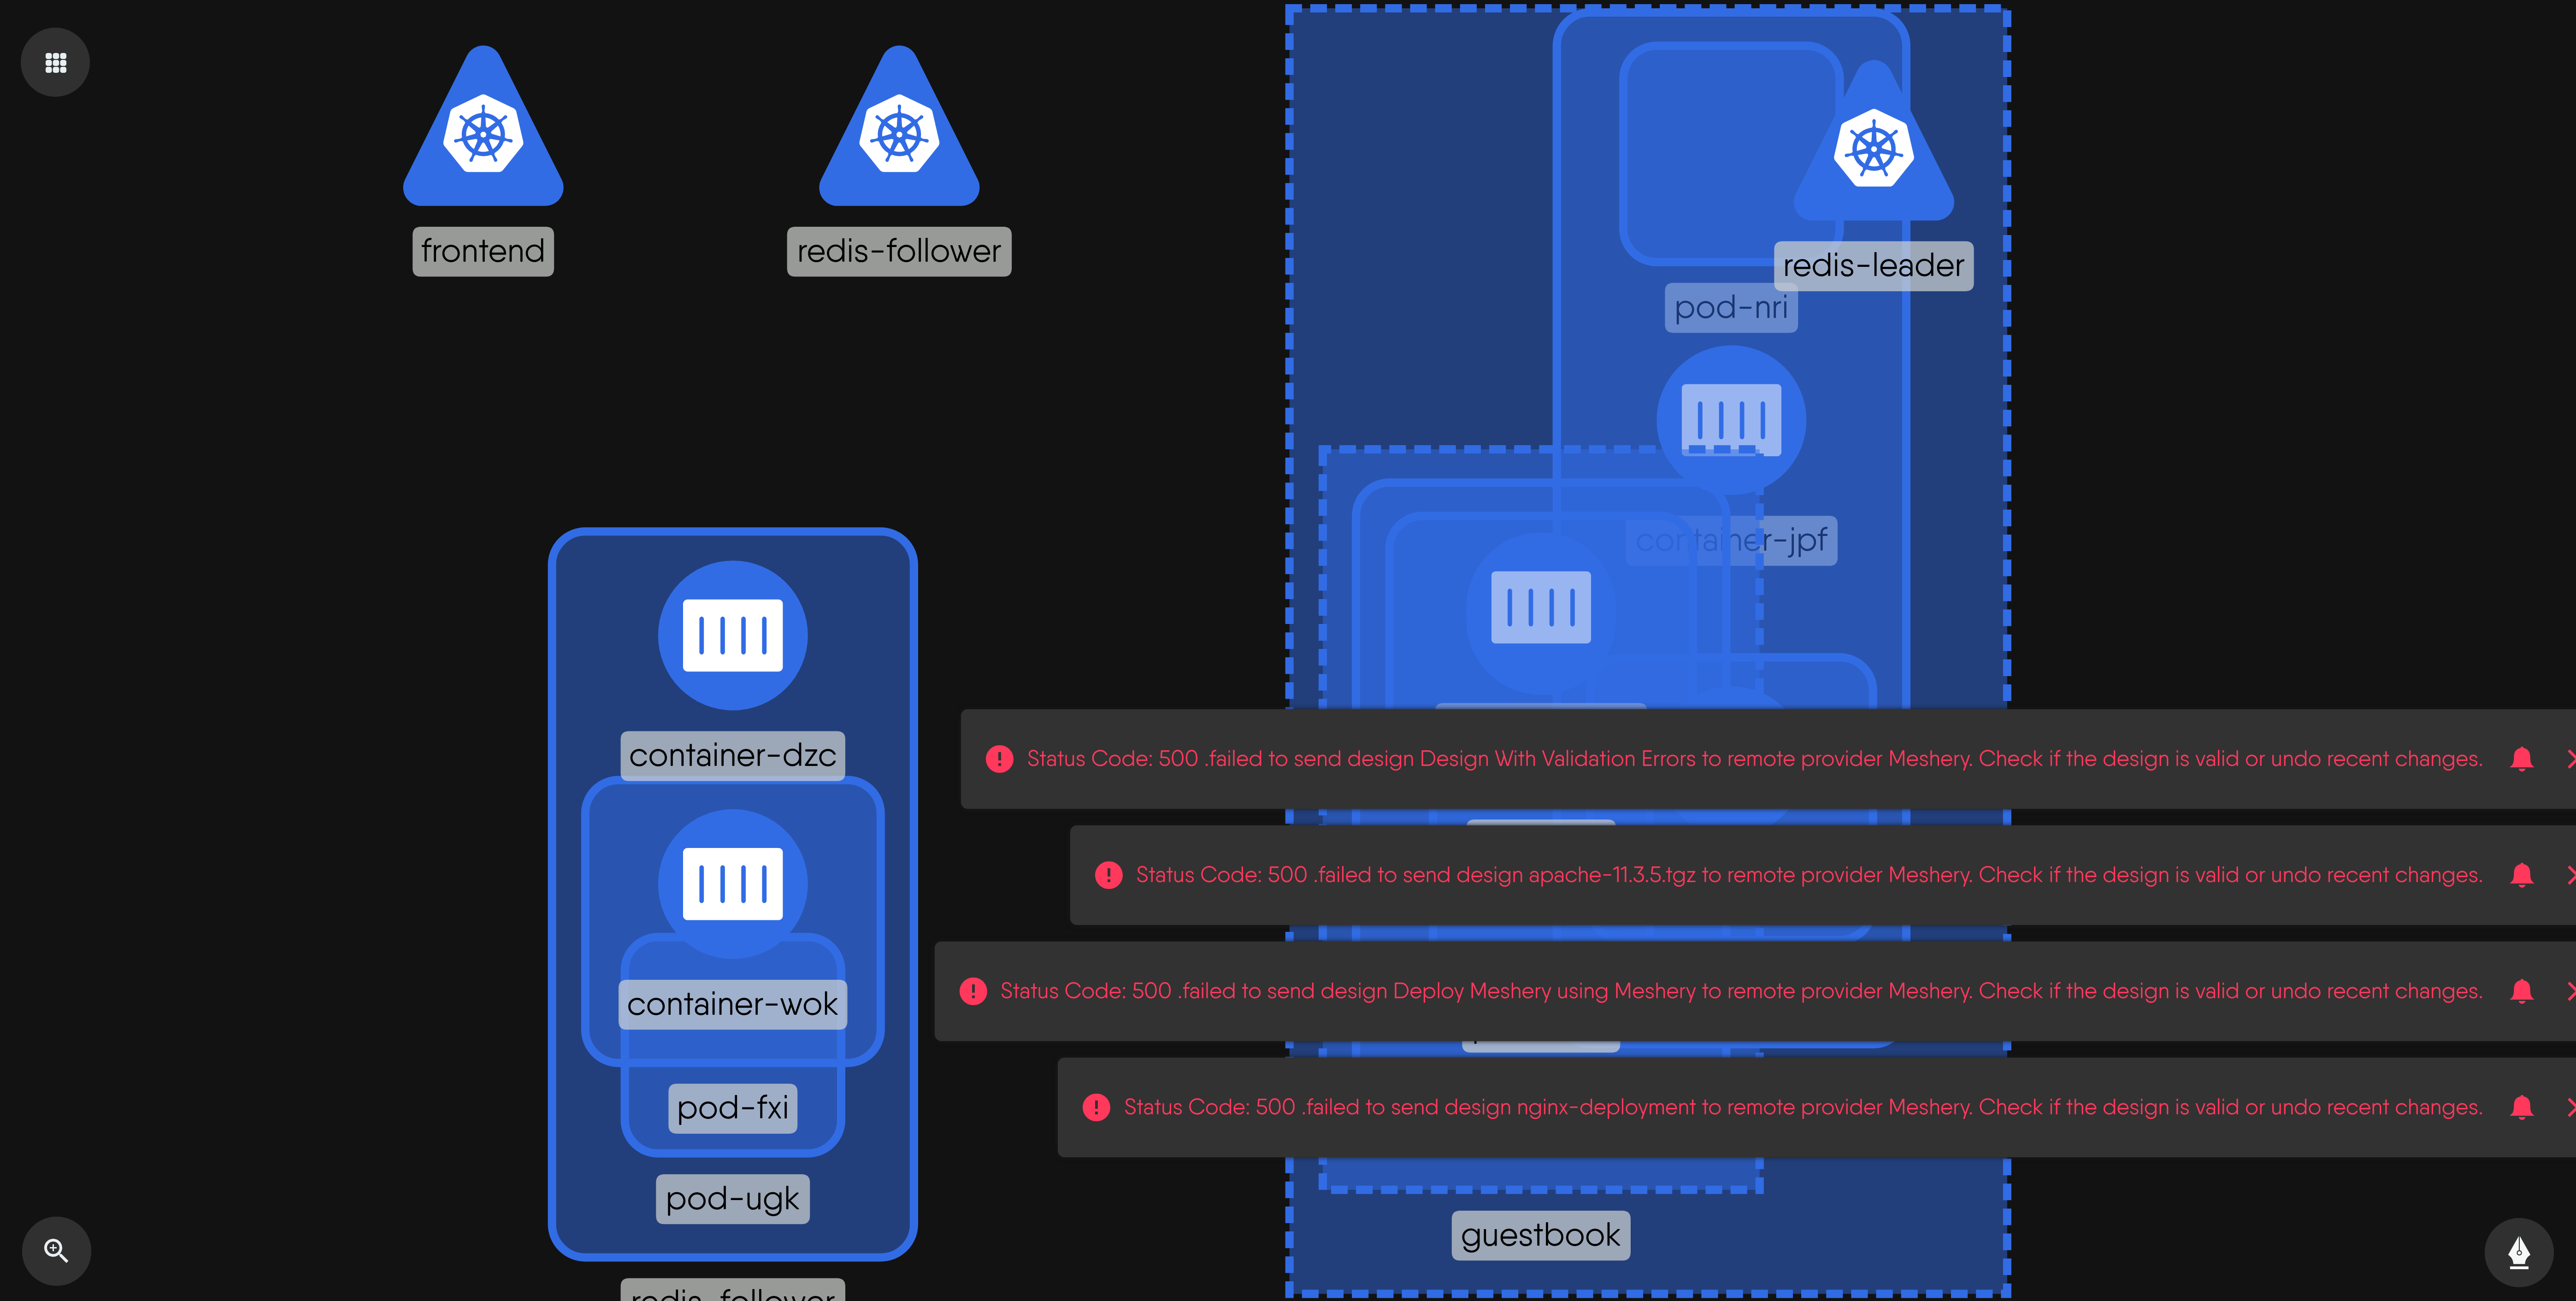 frontend
redis-follower
redis-leader
pod-nri
container-jpf
container-dzc
Status Code: 500 .failed to send design Design With Validation Errors to remote provider Meshery. Check if the design is valid or undo recent changes.
Status Code: 500 .failed to send design apache-11.3.5.tgz to remote provider Meshery. Check if the design is valid or undo recent changes.
container-wok
Status Code: 500 .failed to send design Deploy Meshery using Meshery to remote provider Meshery. Check if the design is valid or undo recent changes.
pod-fxi
Status Code: 500 .failed to send design nginx-deployment to remote provider Meshery. Check if the design is valid or undo recent changes.
pod-ugk
guestbook
redis-follower